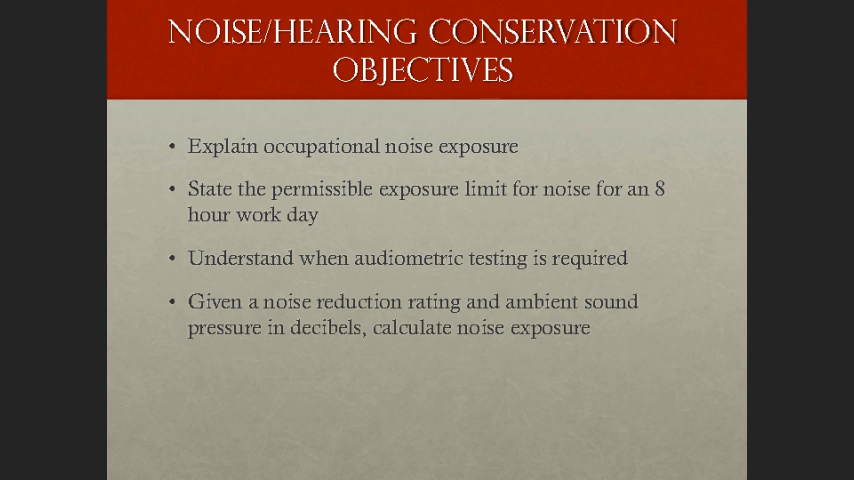 NOISE/HEARING CONSERVATION
OBJECTIVES
• Explain occupational noise exposure
• State the permissible exposure limit for noise for an 8
hour work day
• Understand when audiometric testing is required
• Given a noise reduction rating and ambient sound
pressure in decibels, calculate noise exposure